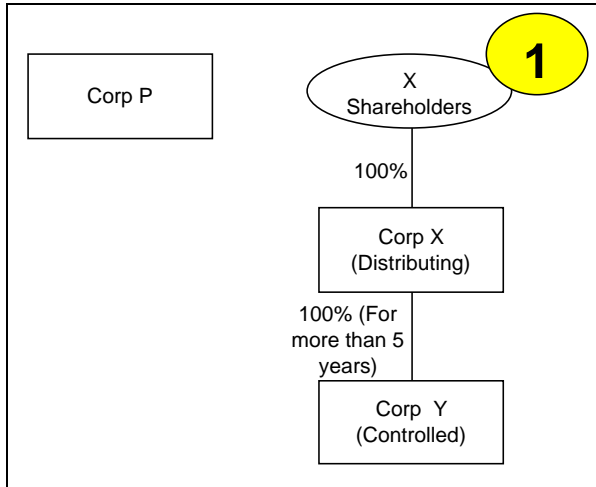 Corp P
X
Shareholders
1
100%
Corp X
(Distributing)
100% (For
more than 5
years)
Corp Y
(Controlled)